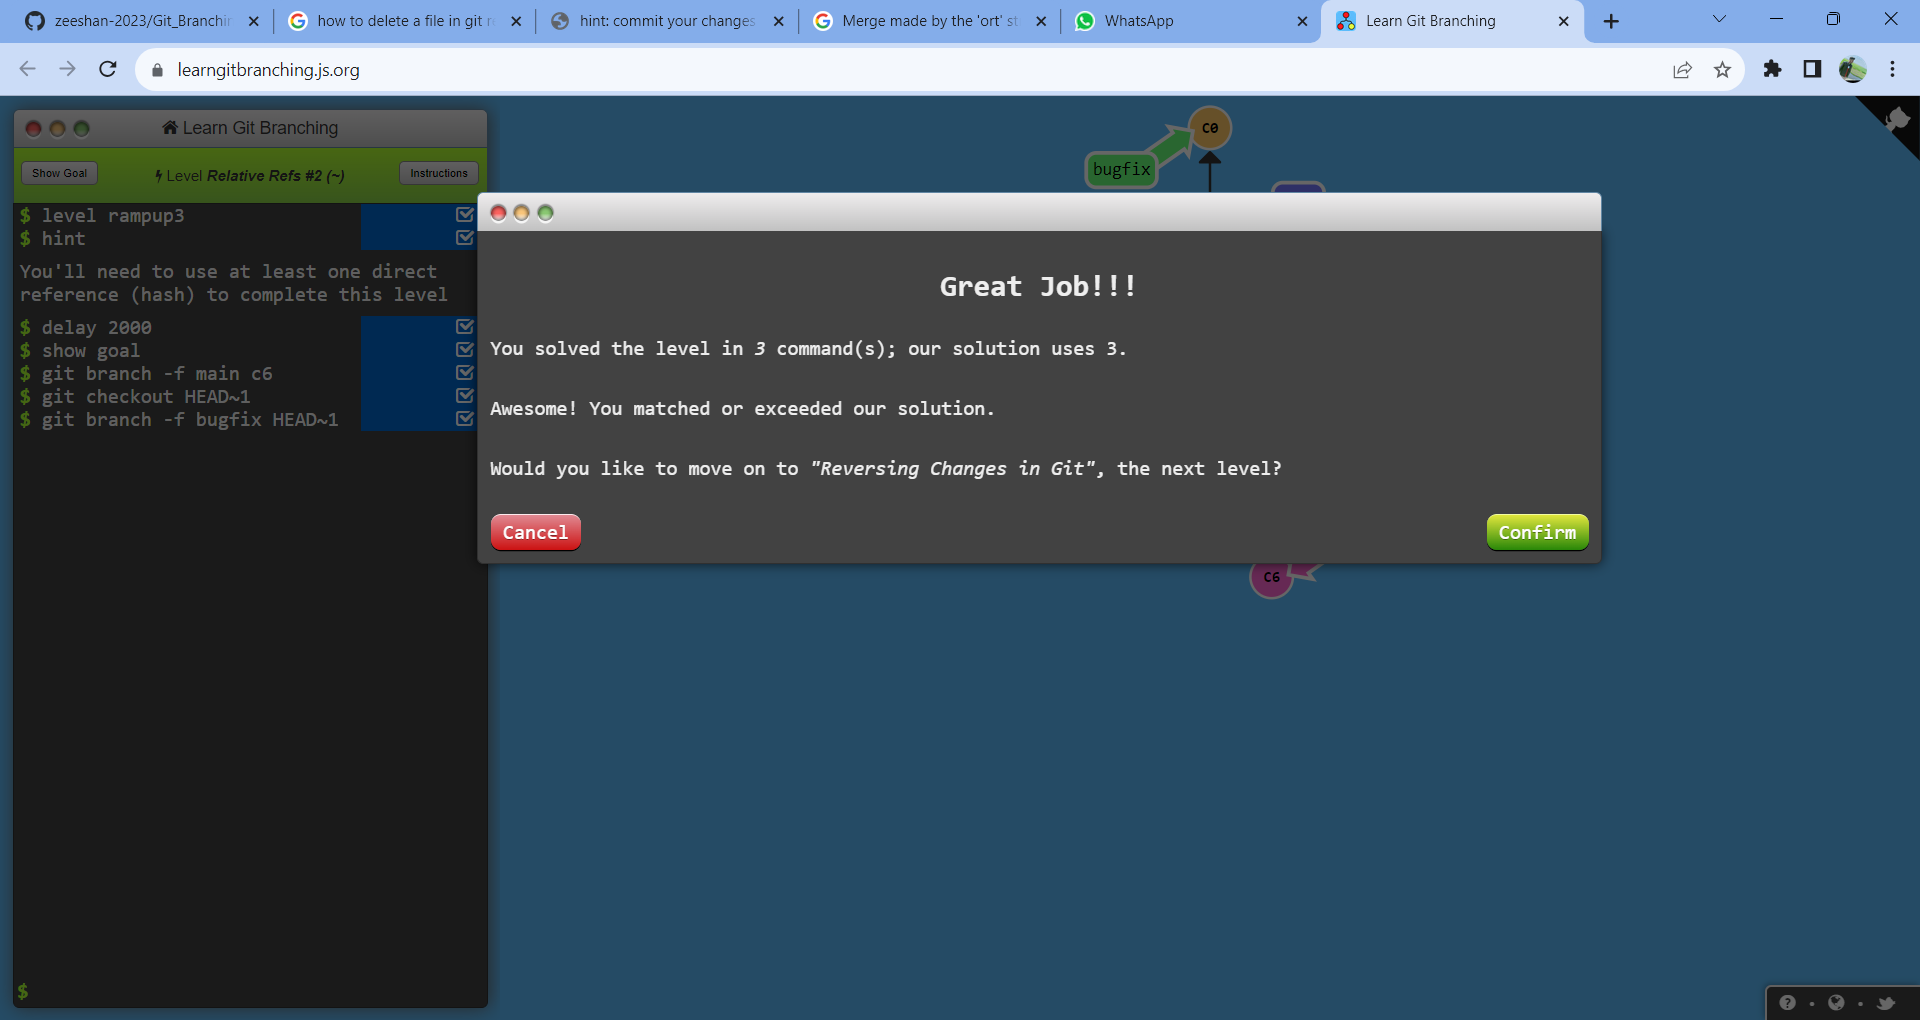 zeeshan-2023/Git_Branchin
how to delete a file in git re
hint: commit your changes
Merge made by the 'ort' st
WhatsApp
Learn Git Branching
learngitbranching.js.org
Learn Git Branching
Show Goal
Level Relative Refs #2 (~)
Instructions
$ level rampup3
$ hint
You'll need to use at least one direct
reference (hash) to complete this level
$ delay 2000
$ show goal
$ git branch -f main c6
$ git checkout HEAD~1
$ git branch -f bugfix HEAD~1
$
C0
bugfix
Great Job!!!
You solved the level in 3 command(s); our solution uses 3.
Awesome! You matched or exceeded our solution.
Would you like to move on to "Reversing Changes in Git", the next level?
Cancel
Confirm
C6